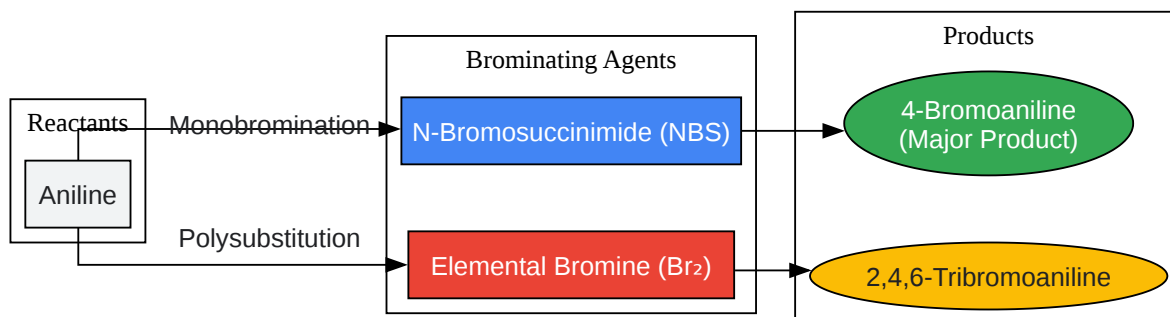 Reactants
Aniline
Monobromination
Polysubstitution
Brominating Agents
N-Bromosuccinimide (NBS)
Elemental Bromine (Br₂)
Products
4-Bromoaniline
(Major Product)
2,4,6-Tribromoaniline